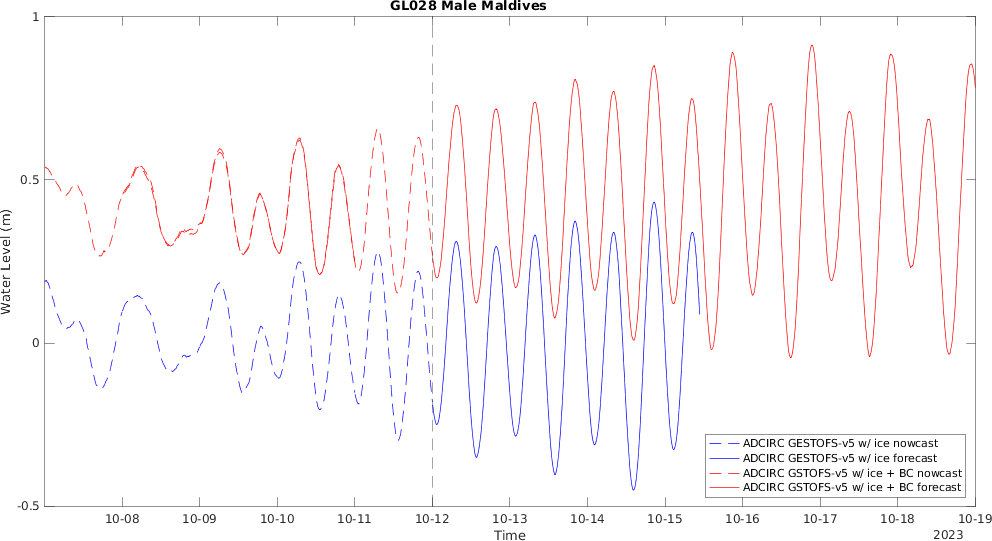 GL028 Male Maldives
1
0.5
0
-0.5
Water Level (m)
ADCIRC GESTOFS-v5 w/ ice nowcast
ADCIRC GESTOFS-v5 w/ ice forecast
ADCIRC GSTOFS-v5 w/ ice + BC nowcast
ADCIRC GSTOFS-v5 w/ ice + BC forecast
10-08 10-09 10-10 10-11 10-12 10-13 10-14 10-15 10-16 10-17 10-18 10-19
Time
2023